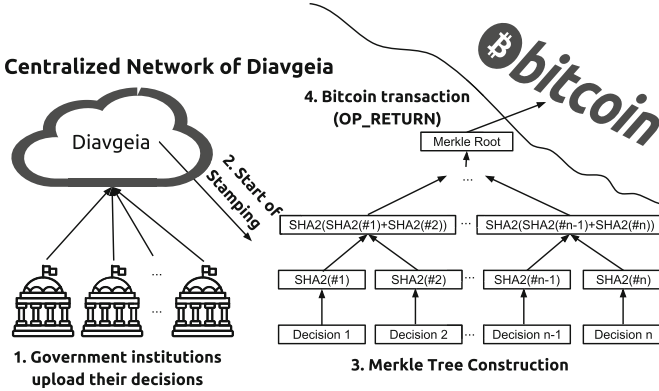 Centralized Network of Diavgeia
Diavgeia
...
1. Government institutions
upload their decisions
2. Start of
Stamping
4. Bitcoin transaction
(OP_RETURN)
bitcoin
Merkle Root
...
SHA2(SHA2(#1)+SHA2(#2)) ... SHA2(SHA2(#n-1)+SHA2(#n))
SHA2(#1) SHA2(#2) ... SHA2(#n-1) SHA2(#n)
Decision 1 Decision 2 ... Decision n-1 Decision n
3. Merkle Tree Construction